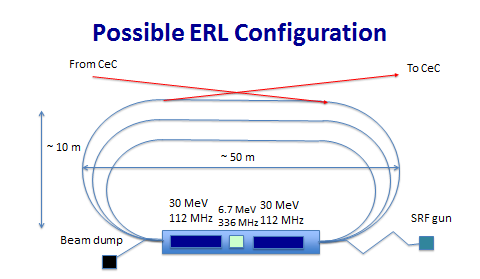 Possible ERL Configuration
From CeC
To CeC
~ 10 m
~ 50 m
30 MeV
112 MHz
6.7 MeV
336 MHz
30 MeV
112 MHz
SRF gun
Beam dump